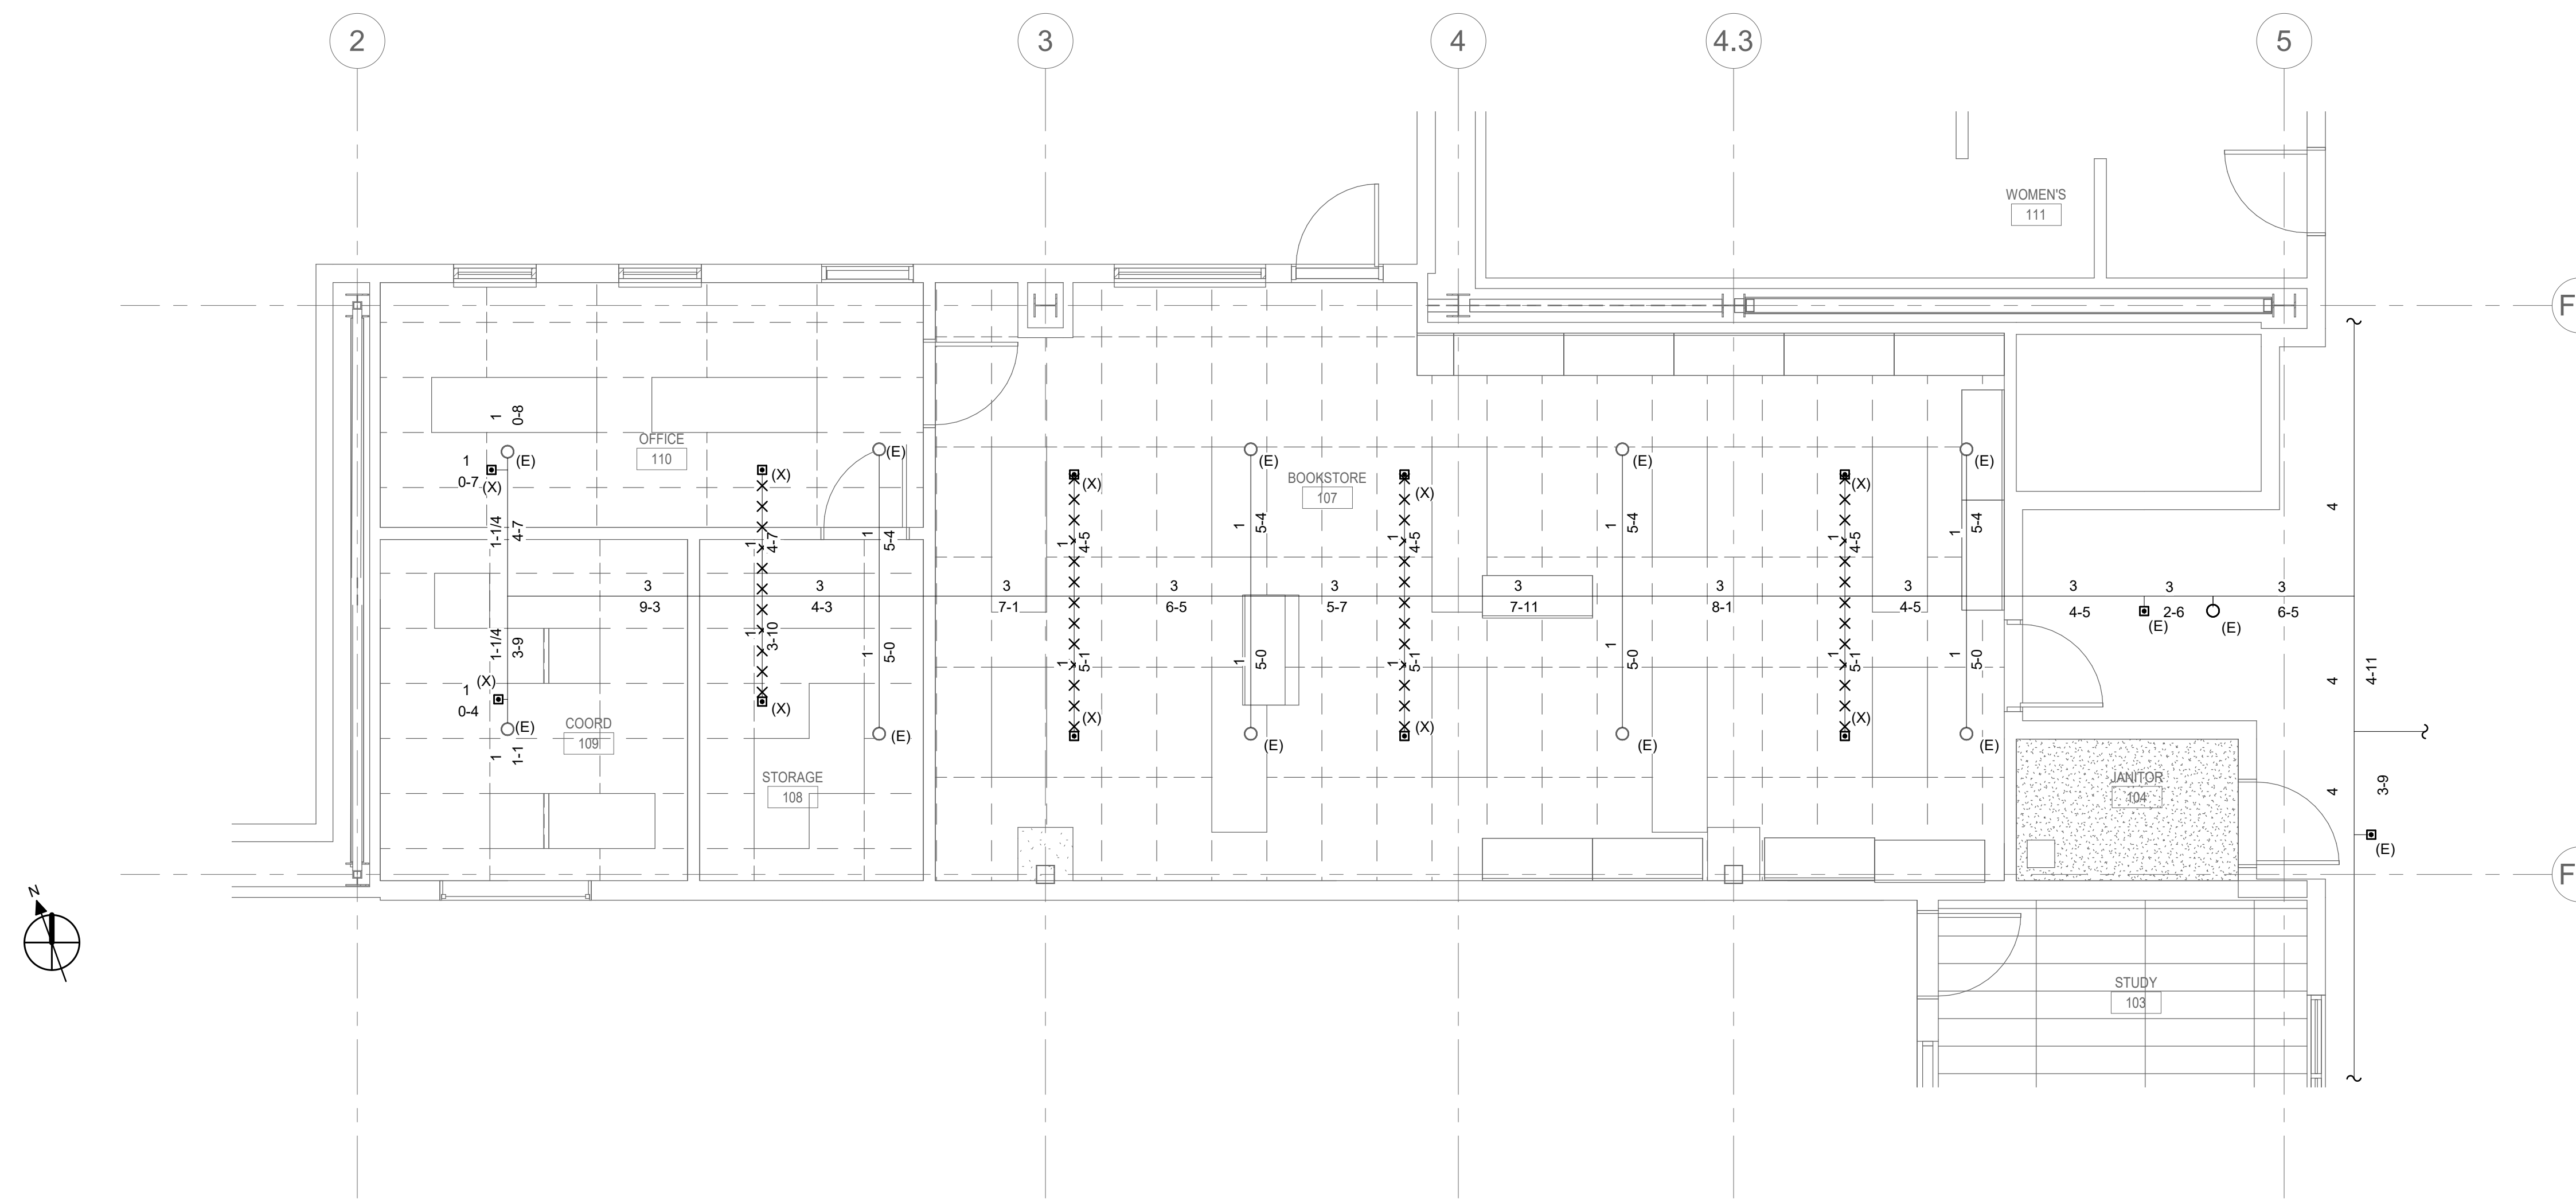 2
3
4
4.3
5
WOMEN'S
111
F
1
0-8
OFFICE
110
(E)
(E)
(E)
(E)
(E)
1
0-7
(X)
(X)
(X)
(X)
(X)
BOOKSTORE
107
1-1/4
4-7
1
4-7
1
5-4
1
4-5
1
5-4
1
4-5
1
5-4
1
4-5
1
5-4
4
3
9-3
3
4-3
3
7-1
3
6-5
3
5-7
3
7-11
3
8-1
3
4-5
3
4-5
3
2-6
3
6-5
(E)
(E)
1-1/4
3-9
1
3-10
1
5-0
1
5-1
1
5-0
1
5-1
1
5-0
1
5-1
1
5-0
4
4-11
(X)
1
0-4
(X)
(X)
(X)
(X)
(E)
(E)
(E)
(E)
(E)
COORD
109
1
1-1
STORAGE
108
JANITOR
104
4
3-9
(E)
F
N
STUDY
103